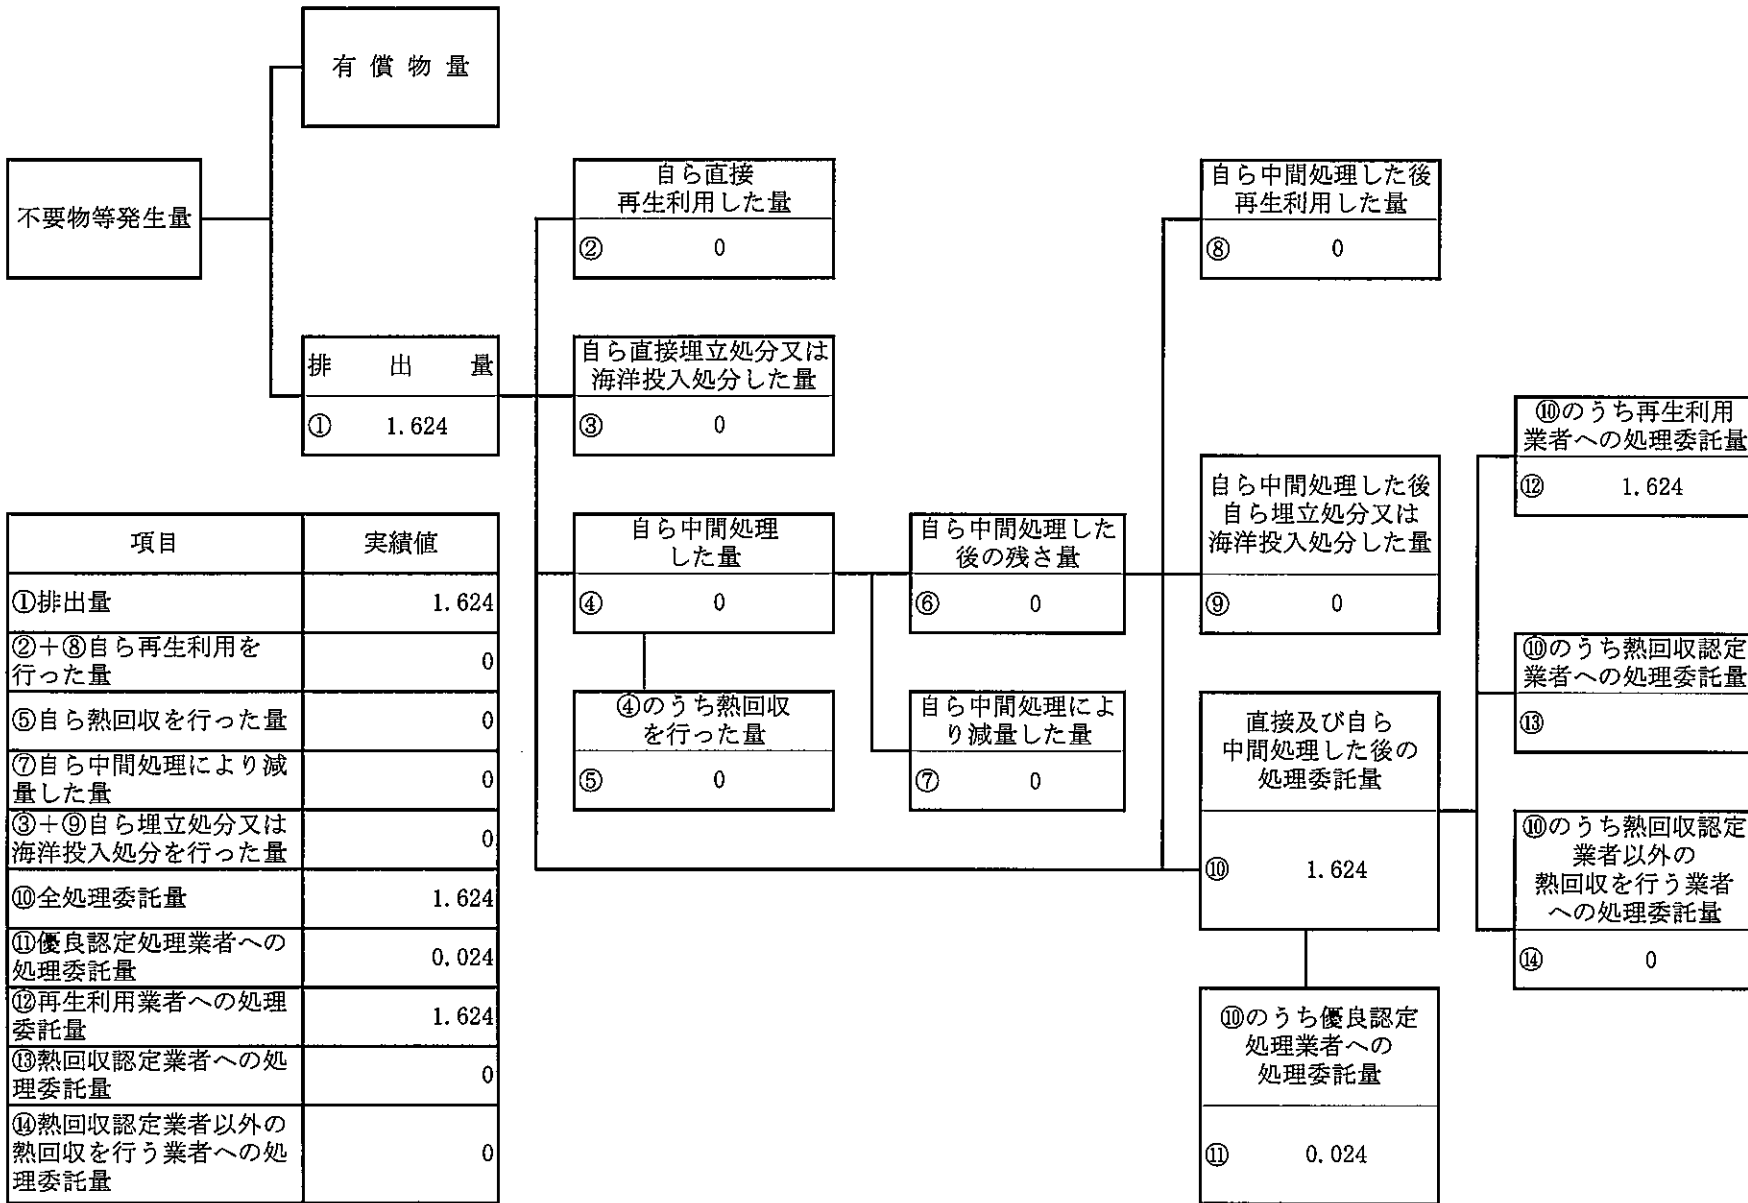 有償物量
不要物等発生量
自ら直接
再生利用した量
② 0
自ら中間処理した後
再生利用した量
⑧ 0
排出量
① 1.624
自ら直接埋立処分又は
海洋投入処分した量
③ 0
⑩のうち再生利用
業者への処理委託量
⑫ 1.624
自ら中間処理
した量
④ 0
自ら中間処理した
後の残さ量
⑥ 0
自ら中間処理した後
自ら埋立処分又は
海洋投入処分した量
⑨ 0
⑩のうち熱回収認定
業者への処理委託量
⑬
④のうち熱回収
を行った量
⑤ 0
自ら中間処理によ
り減量した量
⑦ 0
直接及び自ら
中間処理した後の
処理委託量
⑩ 1.624
⑩のうち熱回収認定
業者以外の
熱回収を行う業者
への処理委託量
⑭ 0
⑩のうち優良認定
処理業者への
処理委託量
⑪ 0.024
項目 実績値
①排出量 1.624
②+⑧自ら再生利用を
行った量 0
⑤自ら熱回収を行った量 0
⑦自ら中間処理により減
量した量 0
③+⑨自ら埋立処分又は
海洋投入処分を行った量 0
⑩全処理委託量 1.624
⑪優良認定処理業者への
処理委託量 0.024
⑫再生利用業者への処理
委託量 1.624
⑬熱回収認定業者への処
理委託量 0
⑭熱回収認定業者以外の
熱回収を行う業者への処
理委託量 0